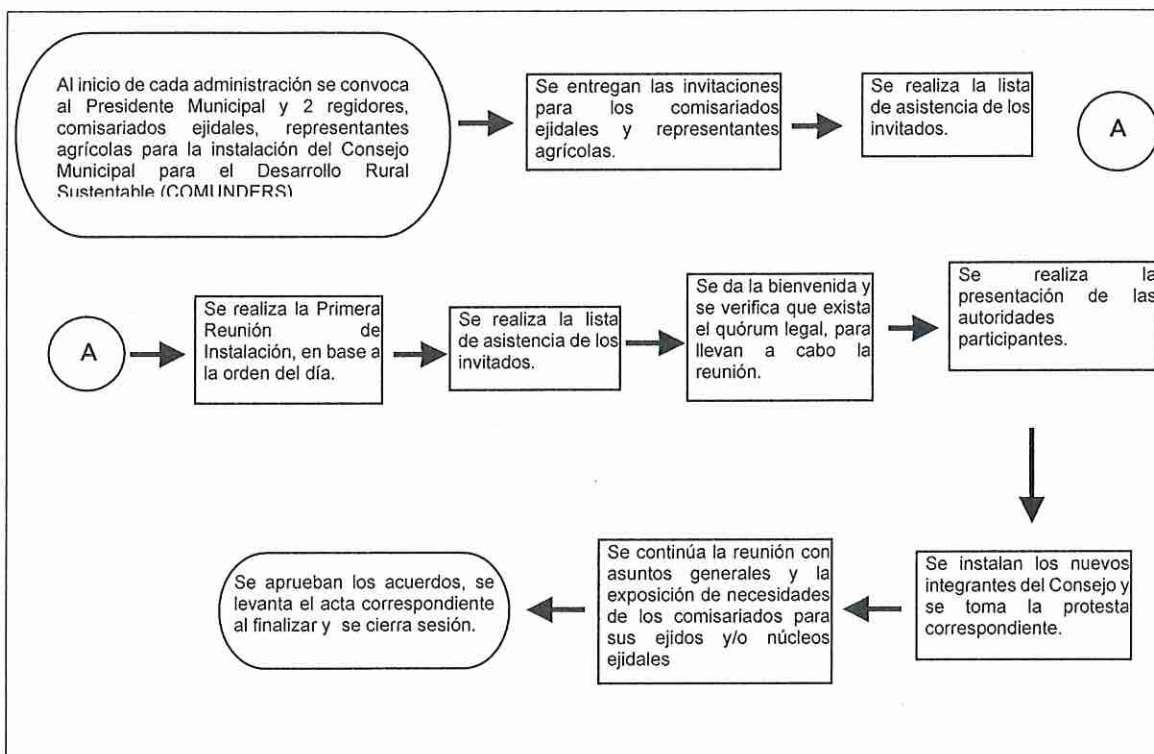 Al inicio de cada administración se convoca
al Presidente Municipal y 2 regidores,
comisariados ejidales, representantes
agrícolas para la instalación del Consejo
Municipal para el Desarrollo Rural
Sustentable (COMUNDERS)
Se entregan las invitaciones
para los comisariados
ejidales y representantes
agrícolas.
Se realiza la lista
de asistencia de los
invitados.
A
A
Se realiza la Primera
Reunión de
Instalación, en base a
la orden del día.
Se realiza la lista
de asistencia de los
invitados.
Se da la bienvenida y
se verifica que exista
el quórum legal, para
llevan a cabo la
reunión.
Se realiza la
presentación de las
autoridades
participantes.
Se instalan los nuevos
integrantes del Consejo y
se toma la protesta
correspondiente.
Se continúa la reunión con
asuntos generales y la
exposición de necesidades
de los comisariados para
sus ejidos y/o núcleos
ejidales
Se aprueban los acuerdos, se
levanta el acta correspondiente
al finalizar y se cierra sesión.